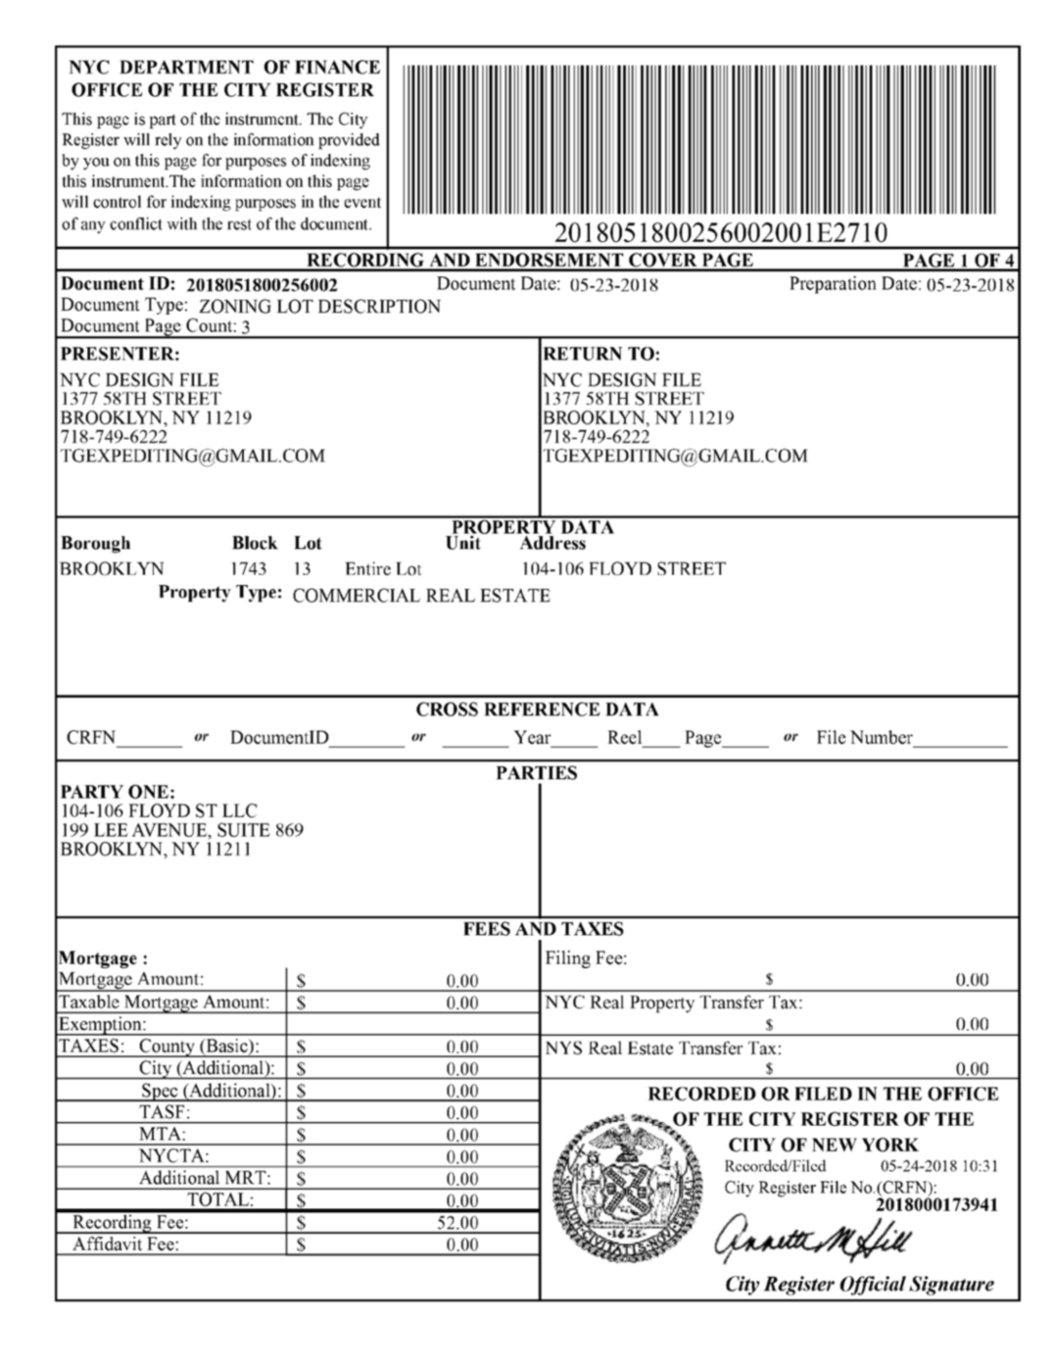 NYC DEPARTMENT OF FINANCE
OFFICE OF THE CITY REGISTER
This page is part of the instrument. The City
Register will rely on the information provided
by you on this page for purposes of indexing
this instrument.The information on this page
will control for indexing purposes in the event
of any conflict with the rest of the document.
2018051800256002001E2710
RECORDING AND ENDORSEMENT COVER PAGE PAGE 1 OF 4
Document ID: 2018051800256002 Document Date: 05-23-2018 Preparation Date: 05-23-2018
Document Type: ZONING LOT DESCRIPTION
Document Page Count: 3
PRESENTER:
NYC DESIGN FILE
1377 58TH STREET
BROOKLYN, NY 11219
718-749-6222
TGEXPEDITING@GMAIL.COM
RETURN TO:
NYC DESIGN FILE
1377 58TH STREET
BROOKLYN, NY 11219
718-749-6222
TGEXPEDITING@GMAIL.COM
PROPERTY DATA
Borough Block Lot Unit Address
BROOKLYN 1743 13 Entire Lot 104-106 FLOYD STREET
Property Type: COMMERCIAL REAL ESTATE
CROSS REFERENCE DATA
CRFN_______ or DocumentID________ or _______ Year_____ Reel____ Page_____ or File Number__________
PARTIES
PARTY ONE:
104-106 FLOYD ST LLC
199 LEE AVENUE, SUITE 869
BROOKLYN, NY 11211
FEES AND TAXES
Mortgage :
Mortgage Amount: $ 0.00
Taxable Mortgage Amount: $ 0.00
Exemption:
TAXES: County (Basic): $ 0.00
City (Additional): $ 0.00
Spec (Additional): $ 0.00
TASF: $ 0.00
MTA: $ 0.00
NYCTA: $ 0.00
Additional MRT: $ 0.00
TOTAL: $ 0.00
Recording Fee: $ 52.00
Affidavit Fee: $ 0.00
Filing Fee:
$ 0.00
NYC Real Property Transfer Tax:
$ 0.00
NYS Real Estate Transfer Tax:
$ 0.00
RECORDED OR FILED IN THE OFFICE
OF THE CITY REGISTER OF THE
CITY OF NEW YORK
Recorded/Filed 05-24-2018 10:31
City Register File No.(CRFN):
2018000173941
·1625·
Annette M Hill
City Register Official Signature